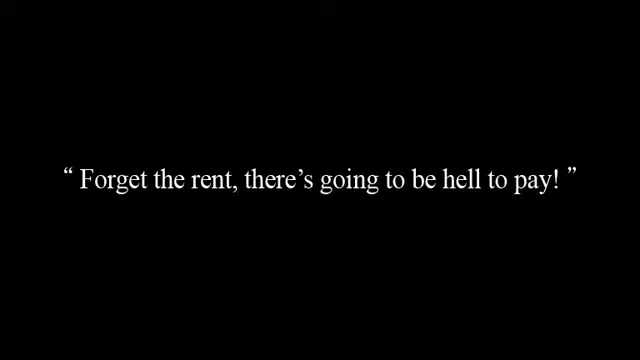 “ Forget the rent, there’s going to be hell to pay! ”